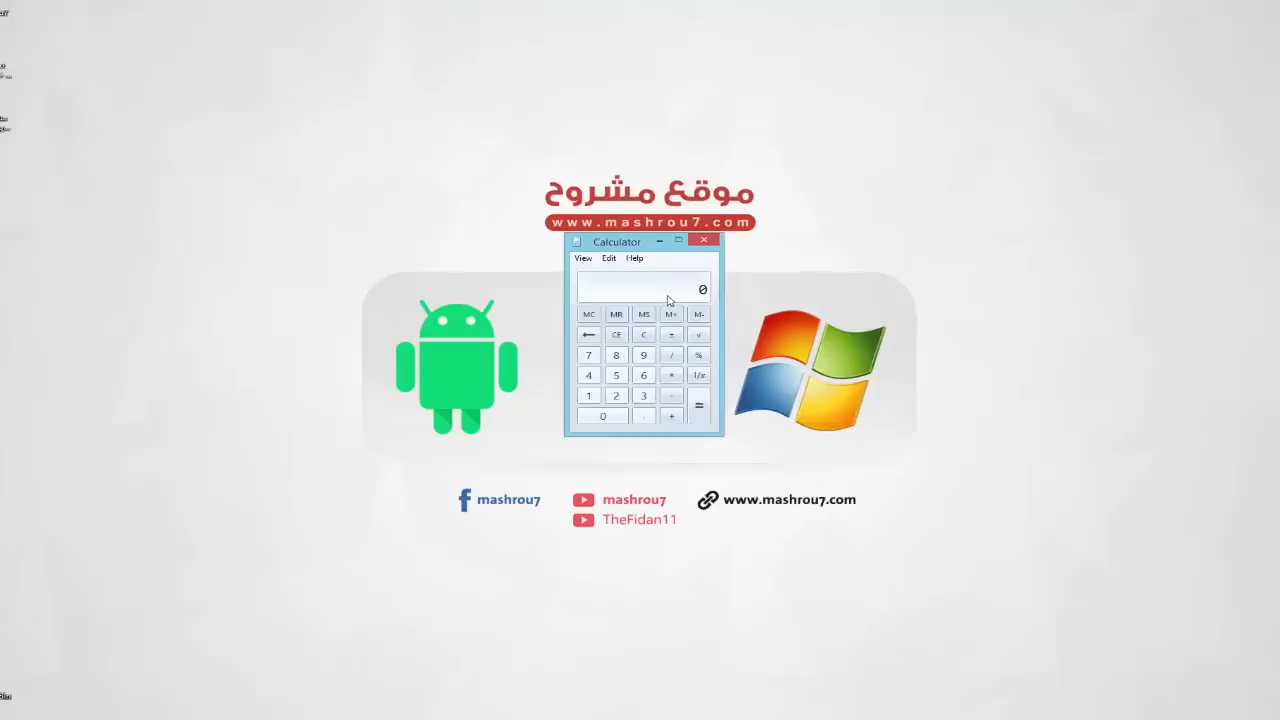 موقع مشروح
www.mashrou7.com
Calculator
View Edit Help
0
MC MR MS M+ M-
← CE C ± √
7 8 9 / %
4 5 6 * 1/x
1 2 3 - =
0 . +
mashrou7 mashrou7 www.mashrou7.com
TheFidan11